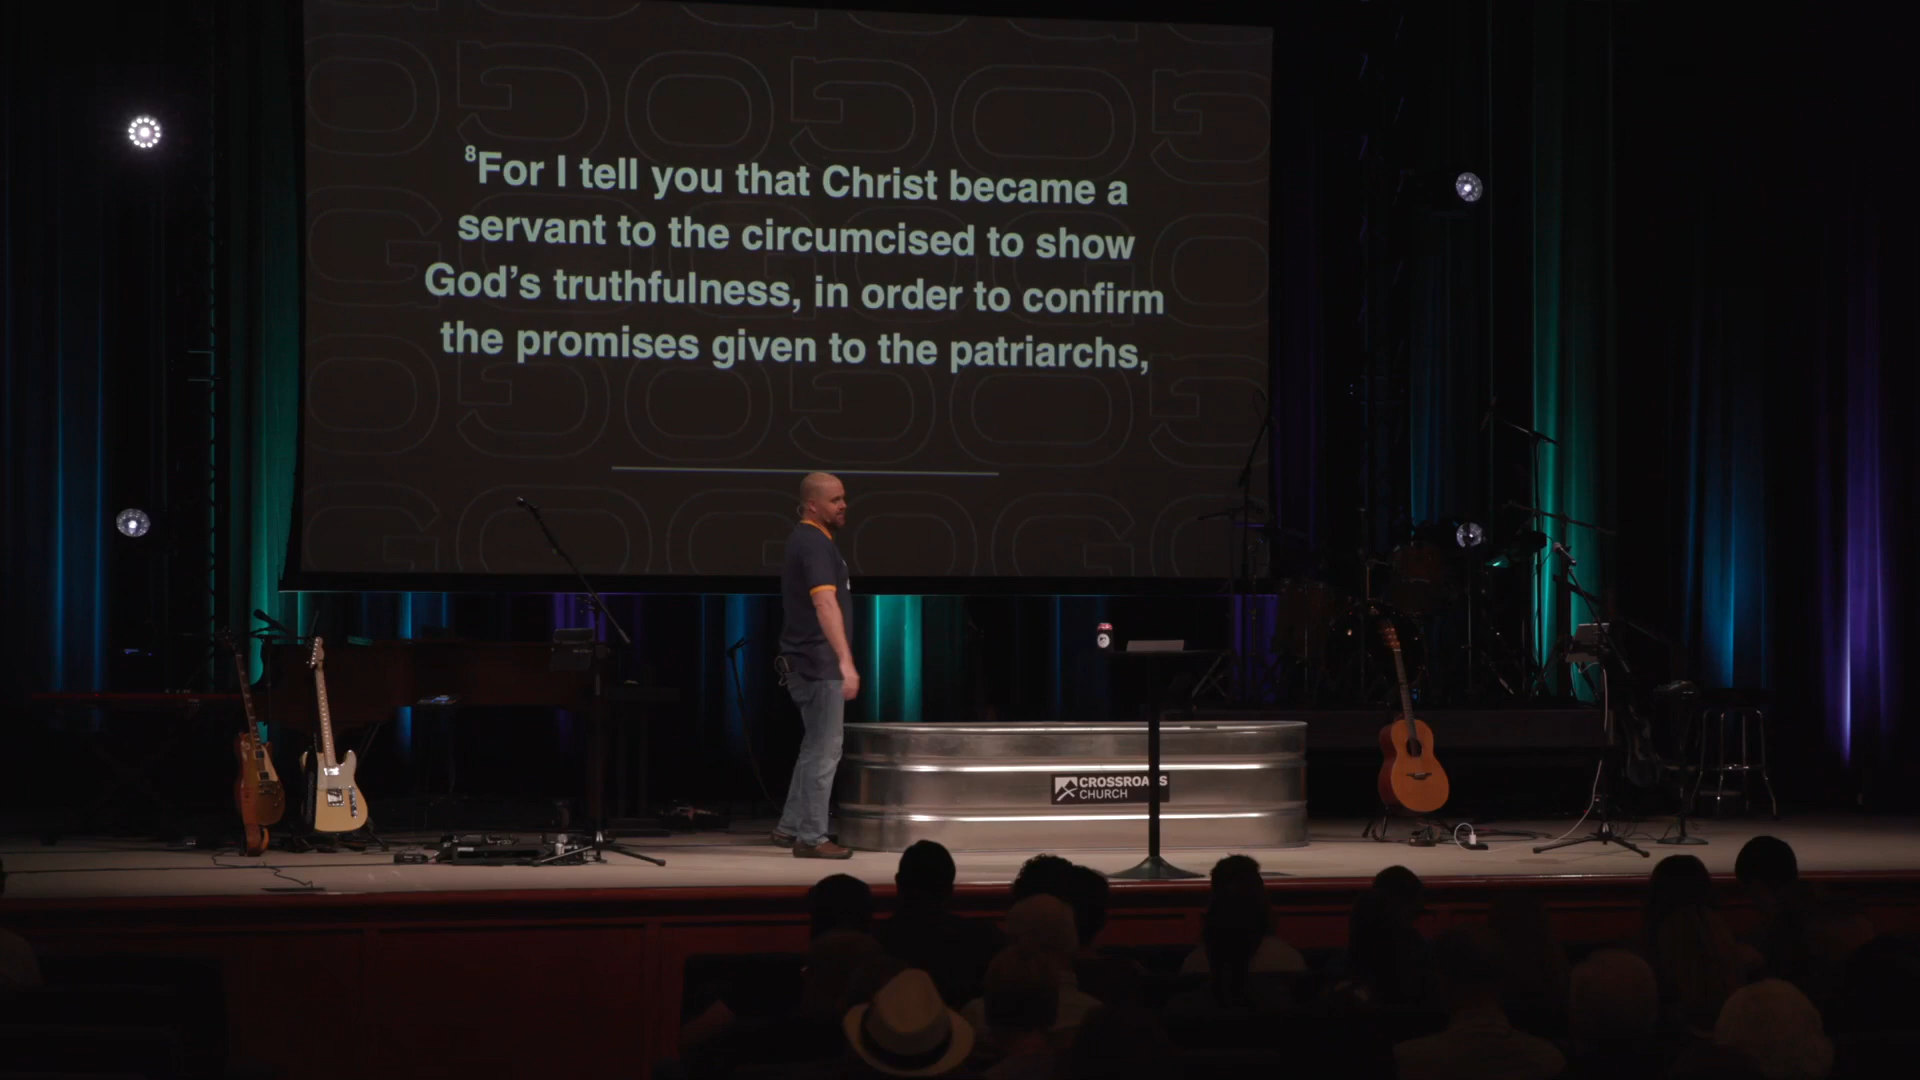 8For I tell you that Christ became a
servant to the circumcised to show
God's truthfulness, in order to confirm
the promises given to the patriarchs,
CROSSROADS
CHURCH